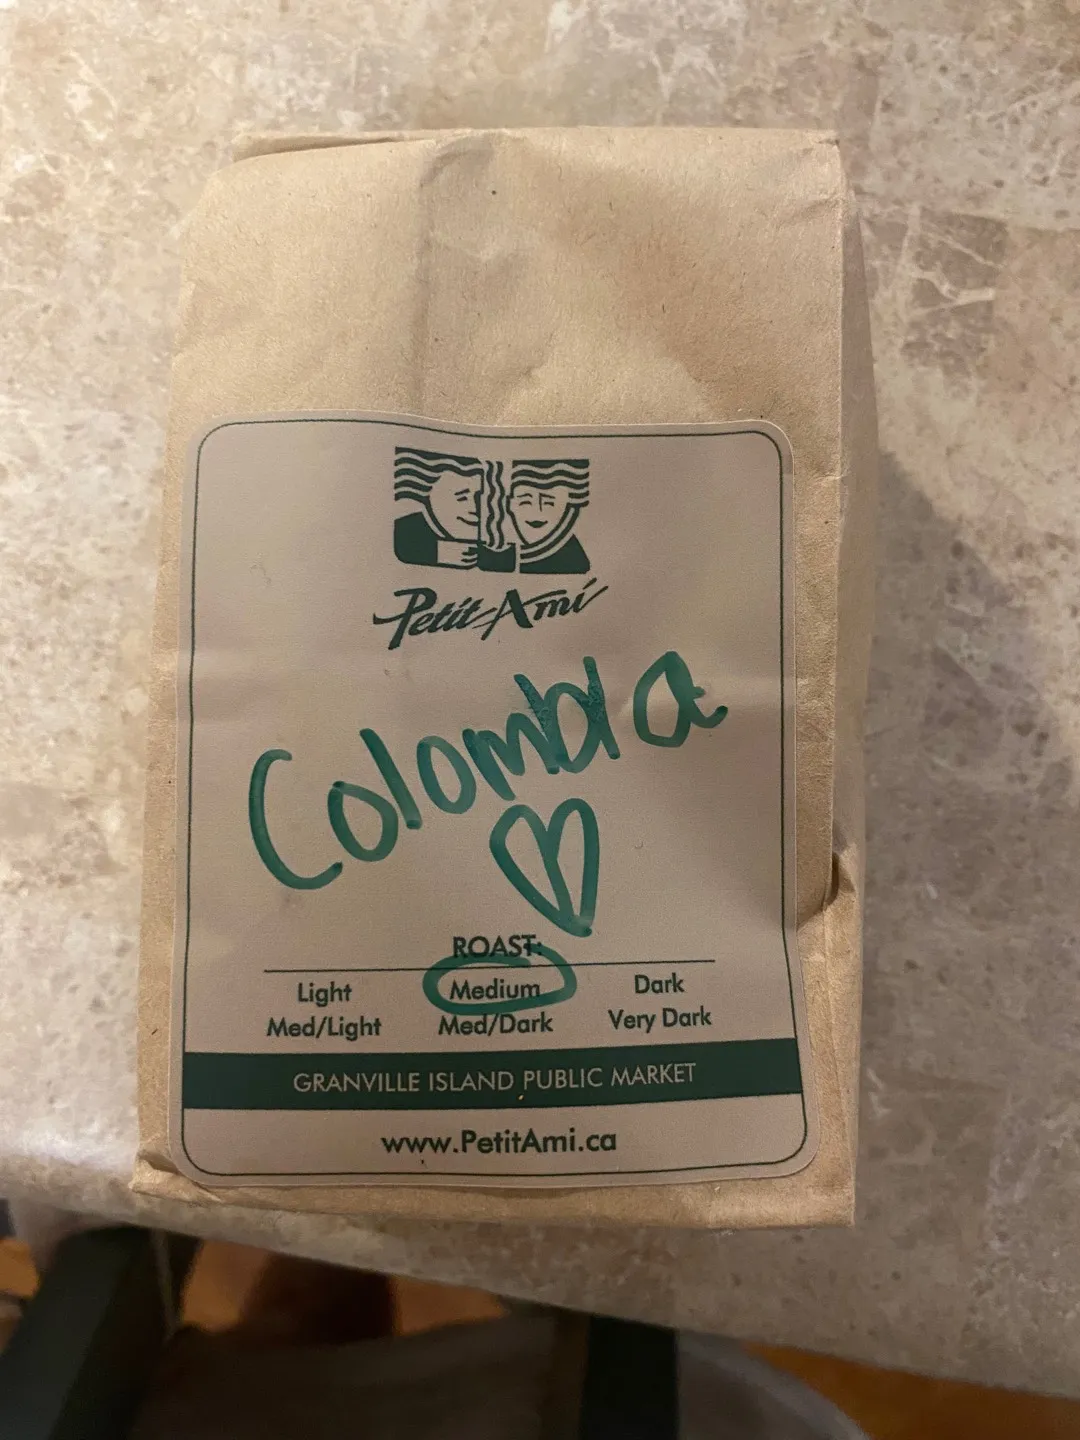 Petit Ami
Colombia
ROAST:
Light Medium Dark
Med/Light Med/Dark Very Dark
GRANVILLE ISLAND PUBLIC MARKET
www.PetitAmi.ca